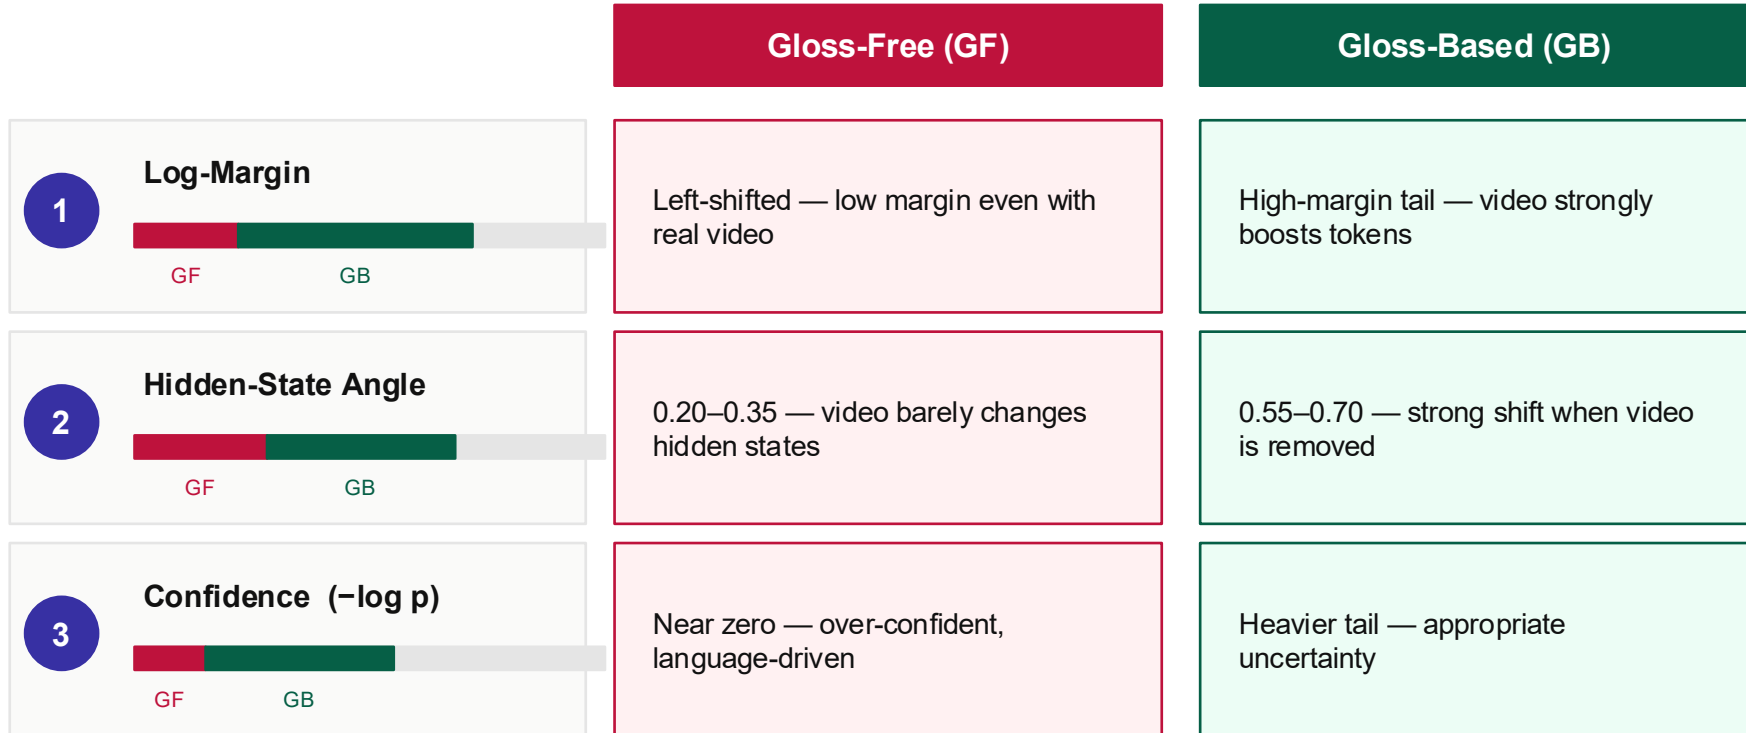 Gloss-Free (GF)
Gloss-Based (GB)
1
Log-Margin
GF
GB
Left-shifted — low margin even with
real video
High-margin tail — video strongly
boosts tokens
2
Hidden-State Angle
GF
GB
0.20–0.35 — video barely changes
hidden states
0.55–0.70 — strong shift when video
is removed
3
Confidence (−log p)
GF
GB
Near zero — over-confident,
language-driven
Heavier tail — appropriate
uncertainty